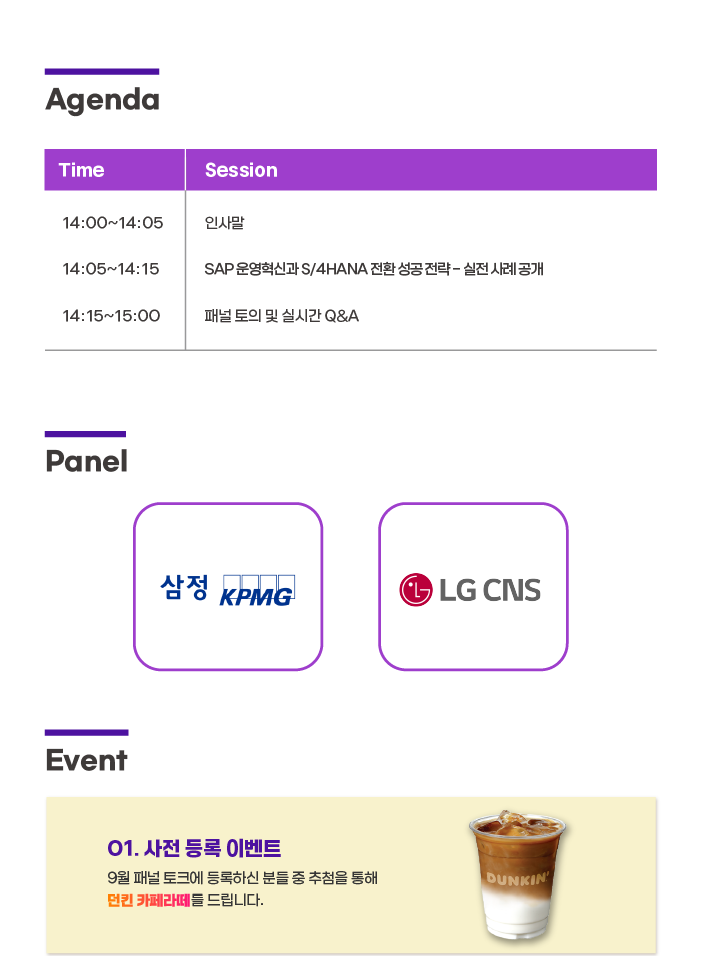 Agenda
Time Session
14:00~14:05 인사말
14:05~14:15 SAP 운영혁신과 S/4HANA 전환 성공 전략 - 실전 사례 공개
14:15~15:00 패널 토의 및 실시간 Q&A
Panel
삼정 KPMG LG CNS
Event
01. 사전 등록 이벤트
9월 패널 토크에 등록하신 분들 중 추첨을 통해
던킨 카페라떼를 드립니다.
DUNKIN'